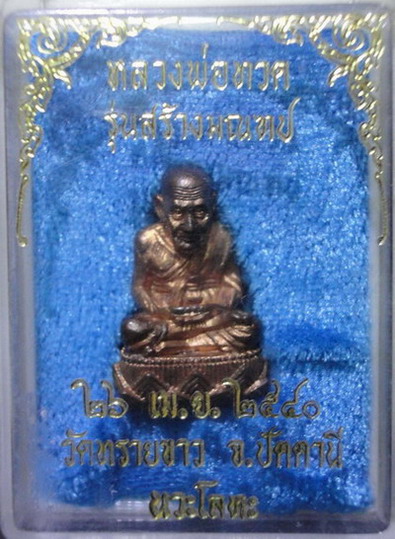 หลวงพ่อทวด
รุ่นสร้างมณฑป
๒๖ เม.ย. ๒๕๔๐
วัดทรายขาว จ.ปัตตานี
นวะโลหะ